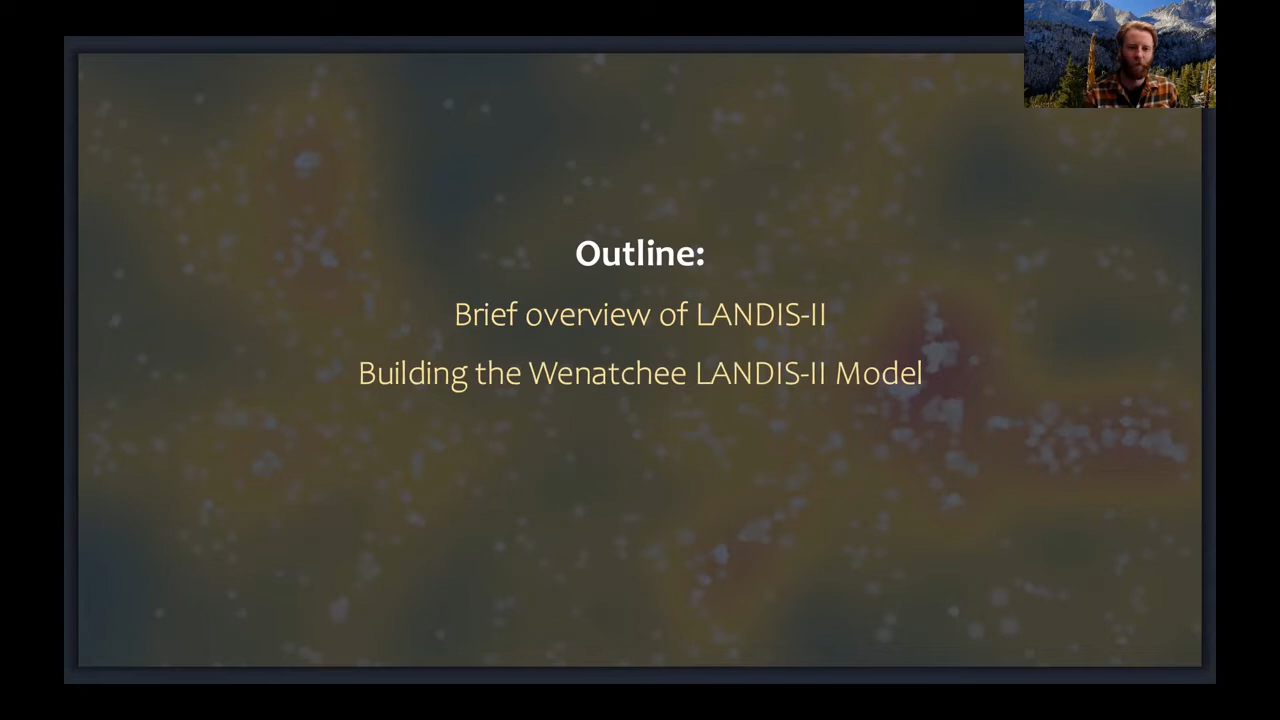 Outline:
Brief overview of LANDIS-II
Building the Wenatchee LANDIS-II Model